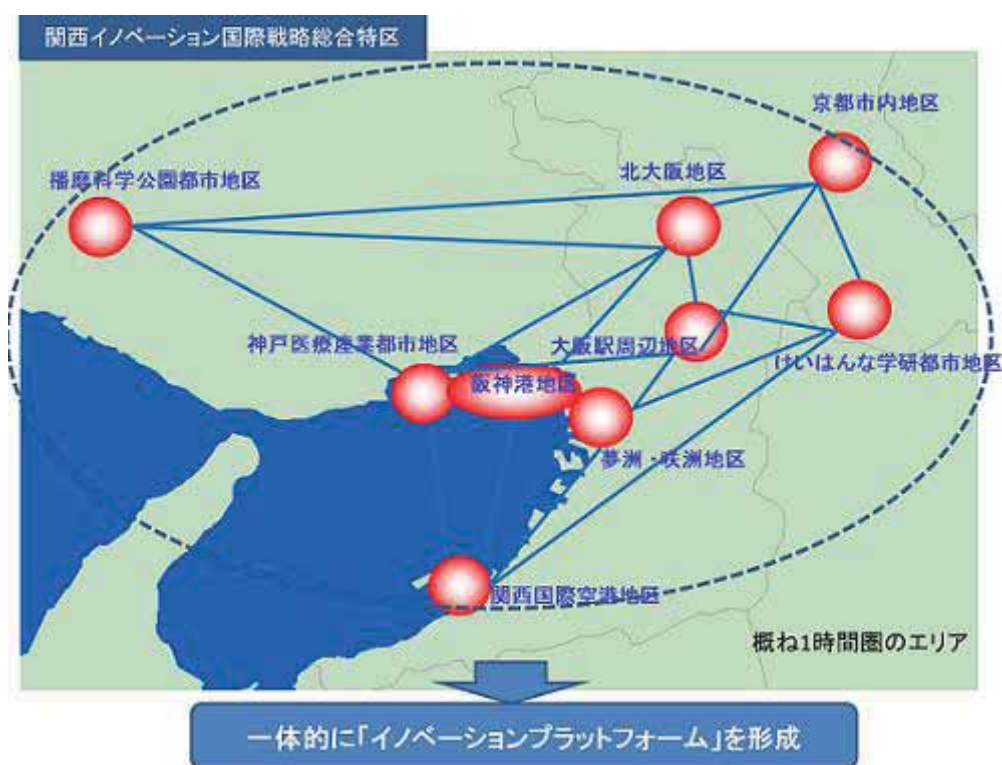 関西イノベーション国際戦略総合特区
京都市内地区
播磨科学公園都市地区
北大阪地区
神戸医療産業都市地区
大阪駅周辺地区
けいはんな学研都市地区
阪神港地区
夢洲・咲洲地区
関西国際空港地区
概ね1時間圏のエリア
一体的に「イノベーションプラットフォーム」を形成